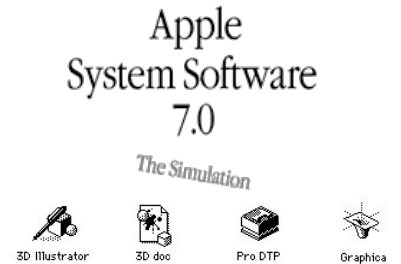 Apple
System Software
7.0
The Simulation
3D Illustrator
3D doc
Pro DTP
Graphica